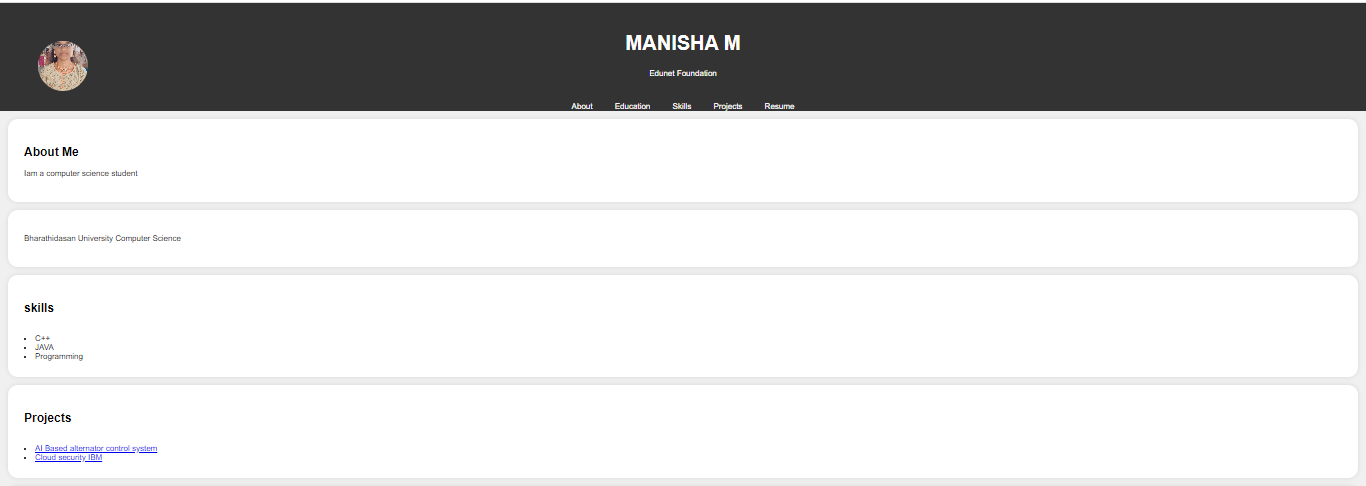 MANISHA M
Edunet Foundation
About Education Skills Projects Resume
About Me
Iam a computer science student
Bharathidasan University Computer Science
skills
C++
JAVA
Programming
Projects
AI Based alternator control system
Cloud security IBM